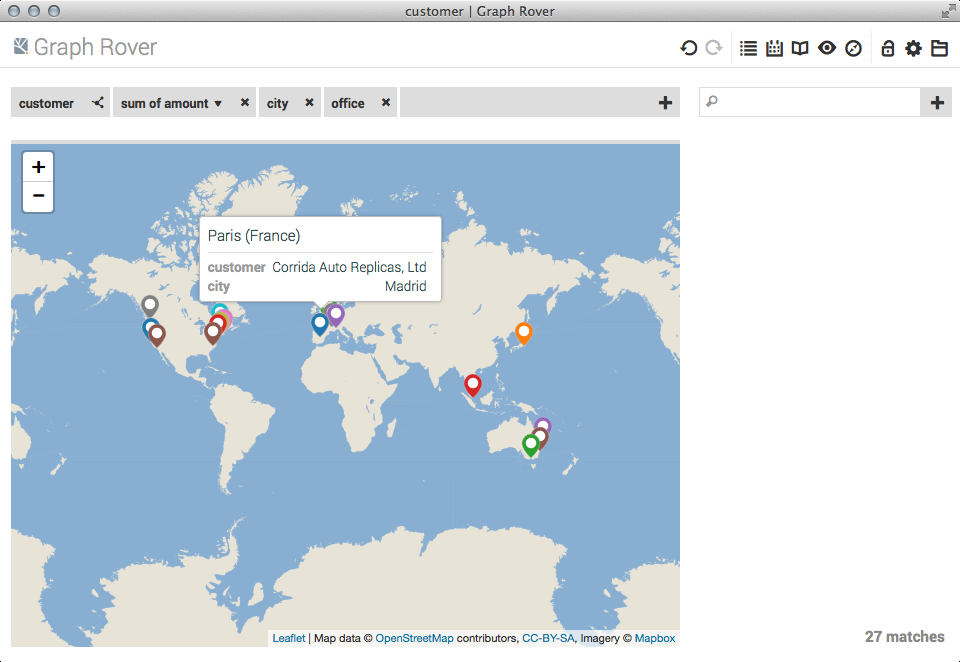 customer | Graph Rover
Graph Rover
customer sum of amount ▼ × city × office × +
+
+
−
Paris (France)
customer Corrida Auto Replicas, Ltd
city Madrid
27 matches
Leaflet | Map data © OpenStreetMap contributors, CC-BY-SA, Imagery © Mapbox